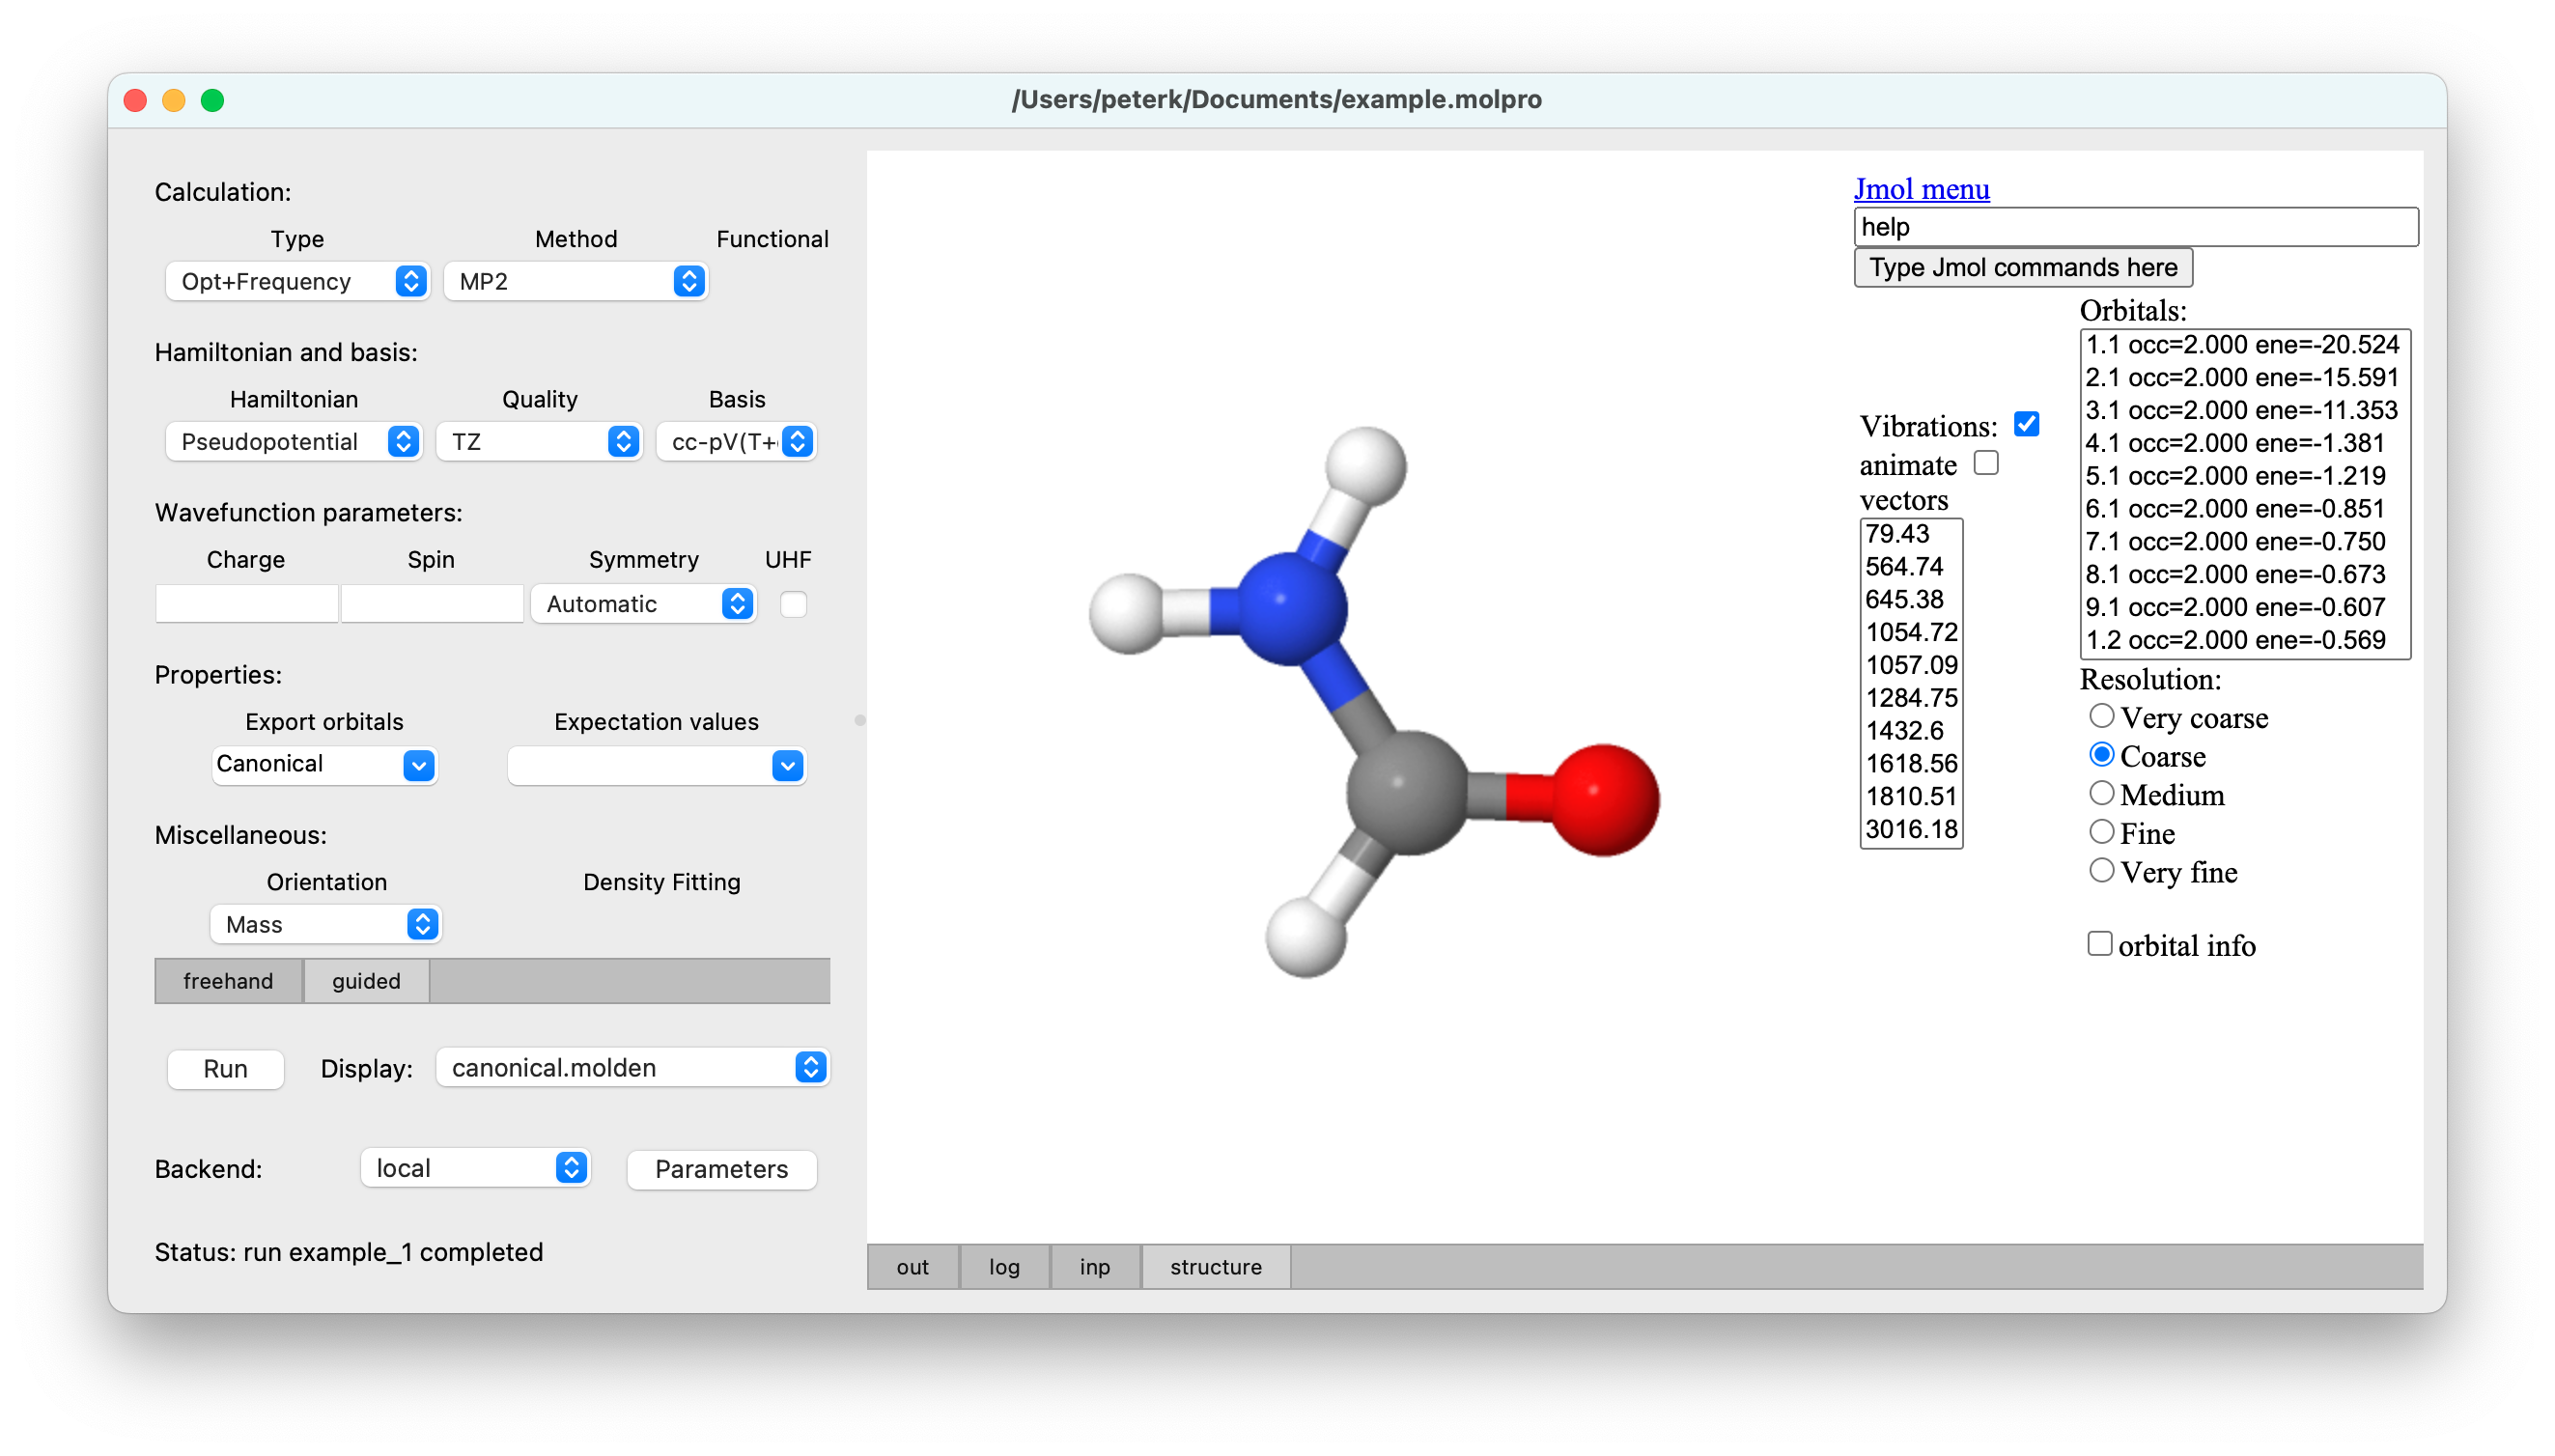 /Users/peterk/Documents/example.molpro
Calculation:
Type Method Functional
Opt+Frequency MP2
Hamiltonian and basis:
Hamiltonian Quality Basis
Pseudopotential TZ cc-pV(T+
Wavefunction parameters:
Charge Spin Symmetry UHF
Automatic
Properties:
Export orbitals Expectation values
Canonical
Miscellaneous:
Orientation Density Fitting
Mass
freehand guided
Run Display: canonical.molden
Backend: local Parameters
Status: run example_1 completed
Jmol menu
help
Type Jmol commands here
Vibrations:
animate
vectors
79.43
564.74
645.38
1054.72
1057.09
1284.75
1432.6
1618.56
1810.51
3016.18
Orbitals:
1.1 occ=2.000 ene=-20.524
2.1 occ=2.000 ene=-15.591
3.1 occ=2.000 ene=-11.353
4.1 occ=2.000 ene=-1.381
5.1 occ=2.000 ene=-1.219
6.1 occ=2.000 ene=-0.851
7.1 occ=2.000 ene=-0.750
8.1 occ=2.000 ene=-0.673
9.1 occ=2.000 ene=-0.607
1.2 occ=2.000 ene=-0.569
Resolution:
Very coarse
Coarse
Medium
Fine
Very fine
orbital info
out log inp structure